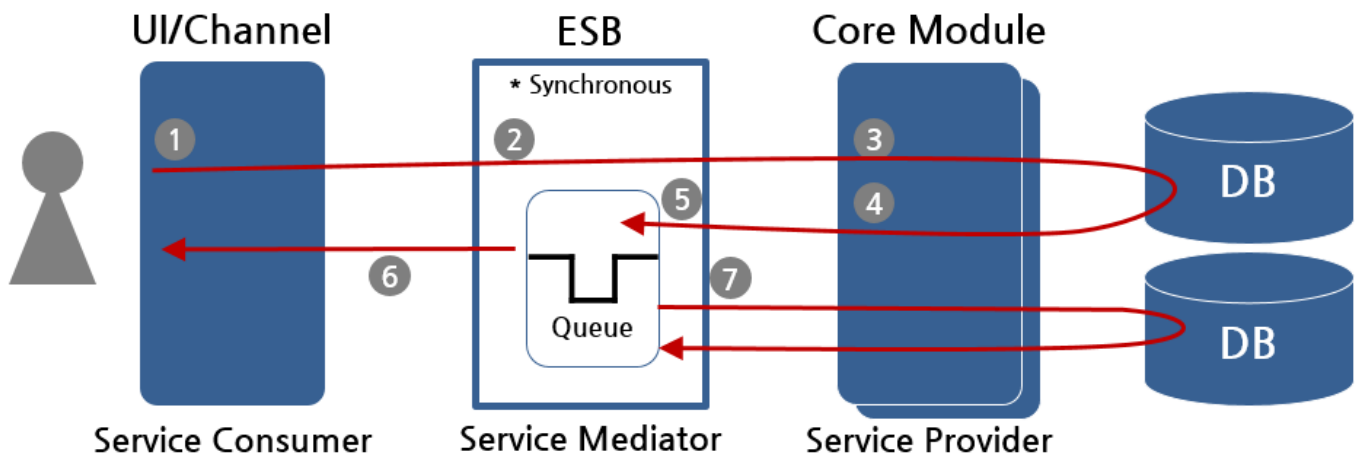 UI/Channel
ESB
Core Module
* Synchronous
1
2
3
DB
5
4
6
7
Queue
DB
Service Consumer
Service Mediator
Service Provider